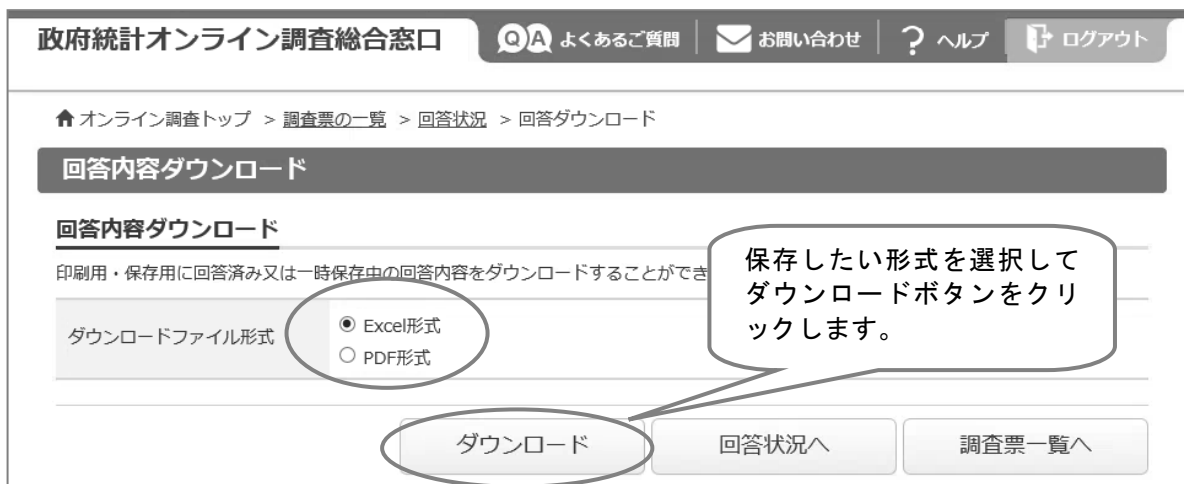 政府統計オンライン調査総合窓口
QA よくあるご質問
お問い合わせ
? ヘルプ
ログアウト
オンライン調査トップ > 調査票の一覧 > 回答状況 > 回答ダウンロード
回答内容ダウンロード
回答内容ダウンロード
印刷用・保存用に回答済み又は一時保存中の回答内容をダウンロードすることができ
保存したい形式を選択して
ダウンロードボタンをクリ
ックします。
ダウンロードファイル形式
Excel形式
PDF形式
ダウンロード
回答状況へ
調査票一覧へ